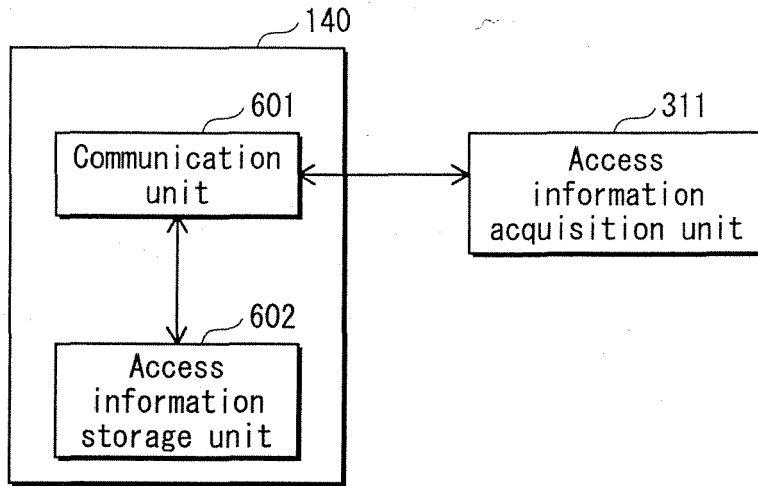 140
601
Communication
unit
311
Access
information
acquisition unit
602
Access
information
storage unit